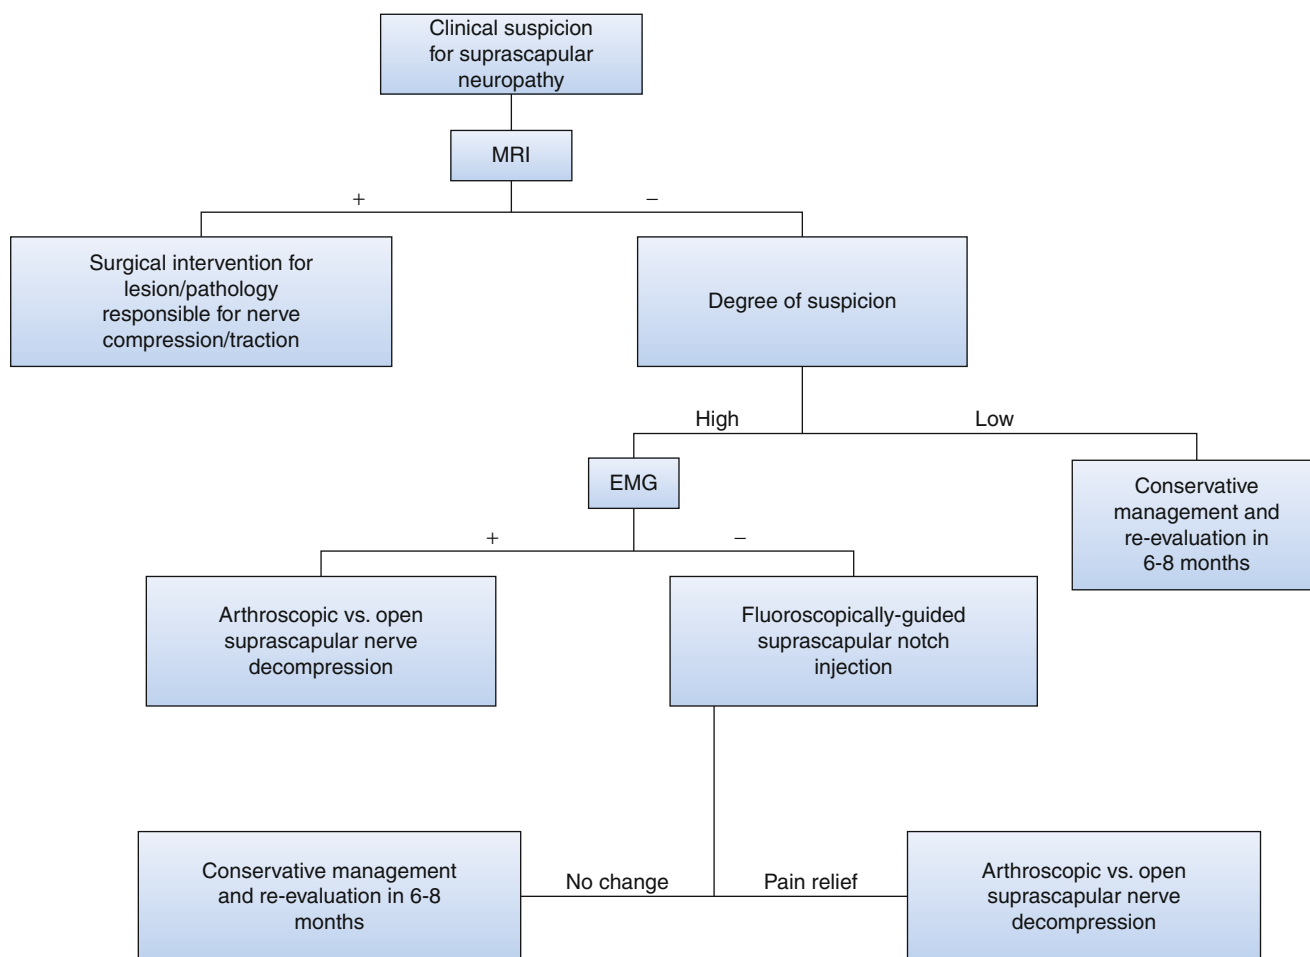 Clinical suspicion
for suprascapular
neuropathy
MRI
+
−
Surgical intervention for
lesion/pathology
responsible for nerve
compression/traction
Degree of suspicion
High
Low
EMG
Conservative
management and
re-evaluation in
6-8 months
+
−
Arthroscopic vs. open
suprascapular nerve
decompression
Fluoroscopically-guided
suprascapular notch
injection
Conservative management
and re-evaluation in 6-8
months
No change
Pain relief
Arthroscopic vs. open
suprascapular nerve
decompression